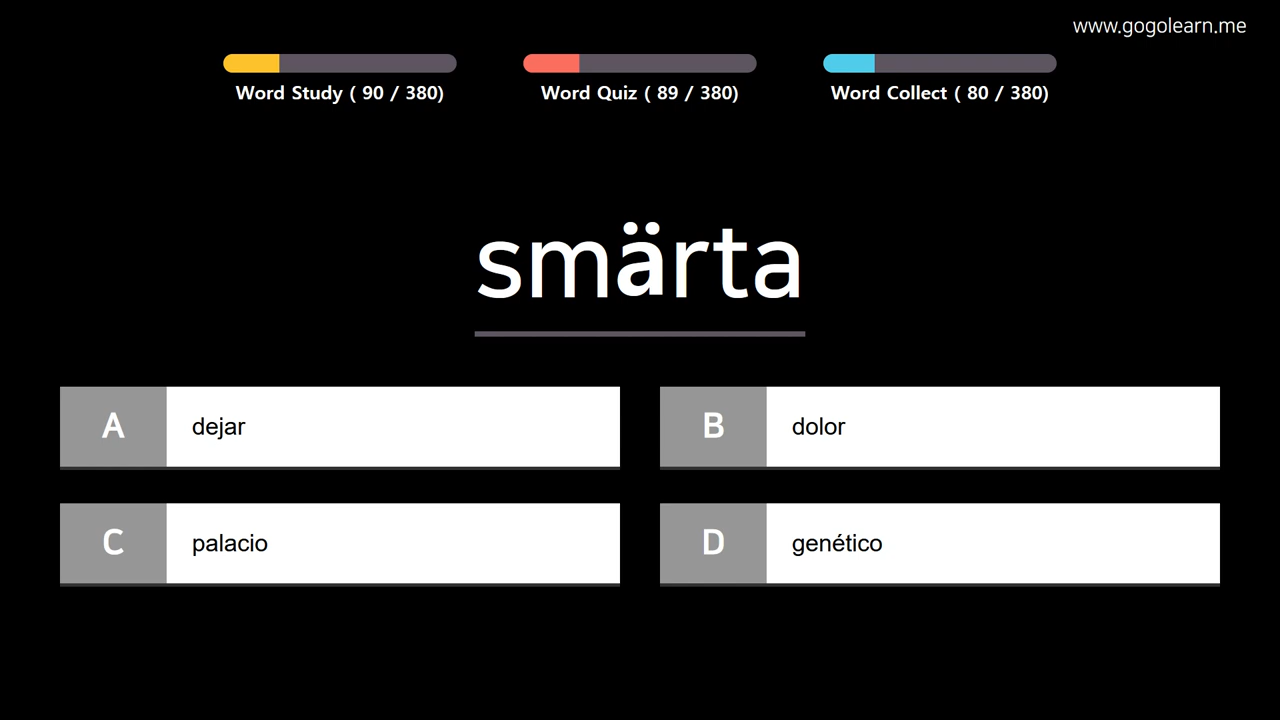 www.gogolearn.me
Word Study ( 90 / 380)
Word Quiz ( 89 / 380)
Word Collect ( 80 / 380)
smärta
A dejar
B dolor
C palacio
D genético